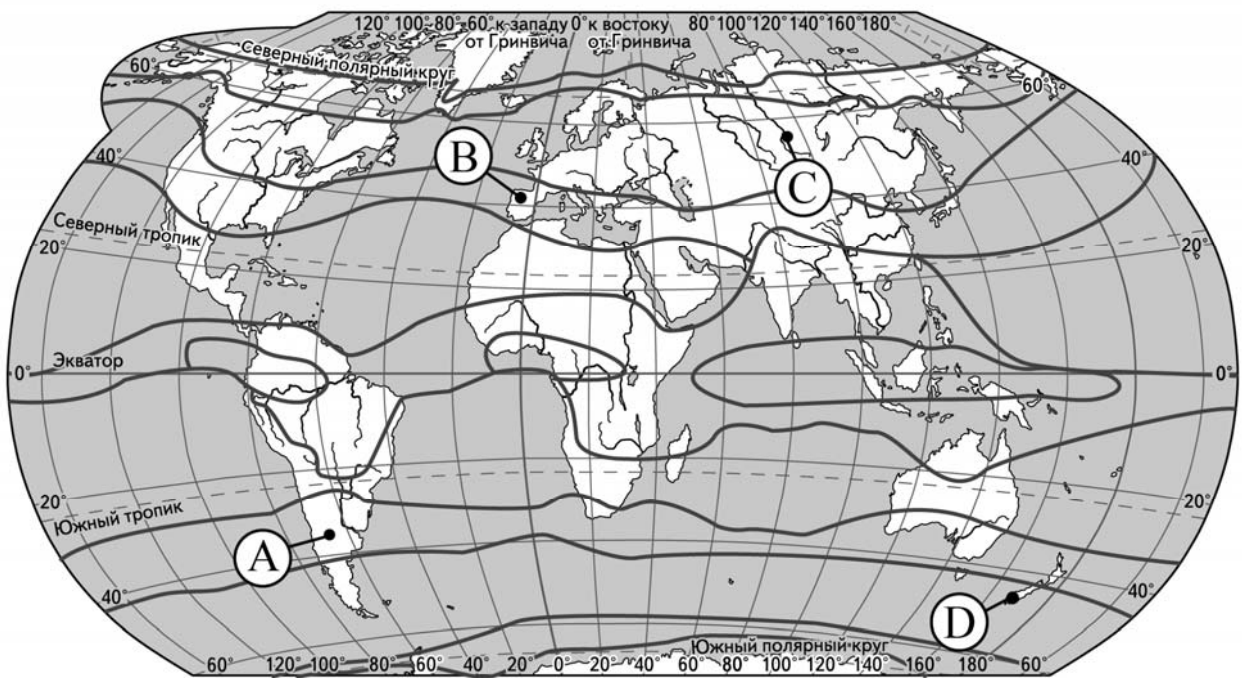 120° 100° 80° 60° к западу 0° к востоку 80° 100° 120° 140° 160° 180°
от Гринвича от Гринвича
Северный полярный круг
60°
60°
B
C
40°
40°
Северный тропик
20°
20°
Экватор
0°
0°
20°
20°
Южный тропик
A
40°
40°
D
Южный полярный круг
60° 120° 100° 80° 60° 40° 20° 0° 20° 40° 60° 80° 100° 120° 140° 160° 180° 60°